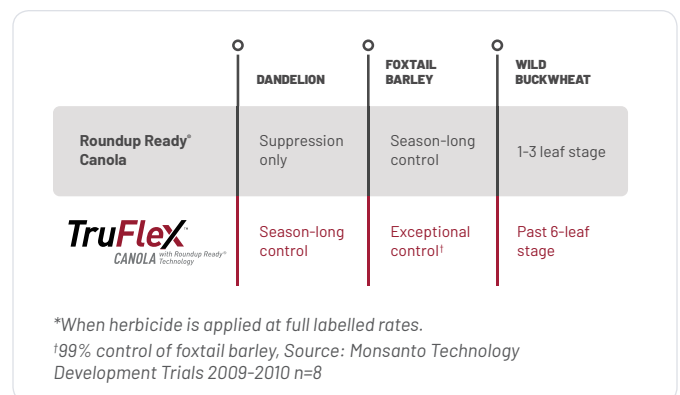 DANDELION
FOXTAIL
BARLEY
WILD
BUCKWHEAT
Roundup Ready®
Canola
Suppression
only
Season-long
control
1-3 leaf stage
TruFlex™
CANOLA with Roundup Ready®
Technology
Season-long
control
Exceptional
control†
Past 6-leaf
stage
*When herbicide is applied at full labelled rates.
†99% control of foxtail barley, Source: Monsanto Technology
Development Trials 2009-2010 n=8